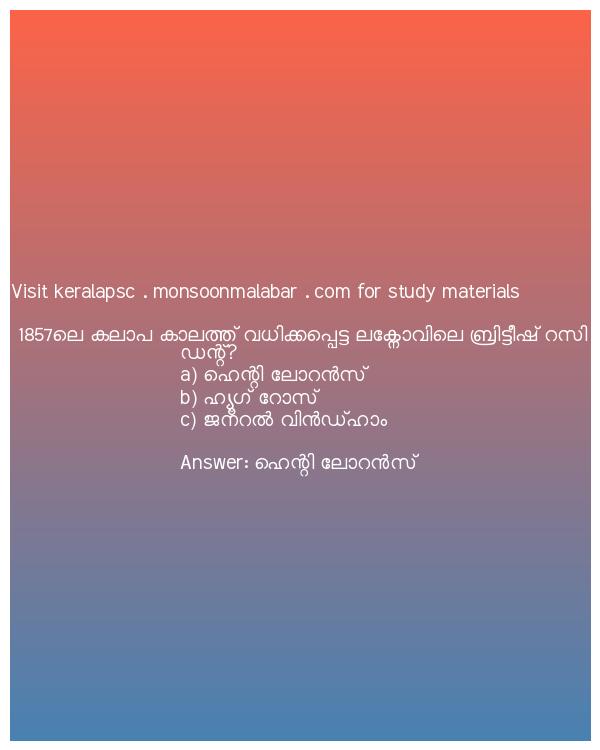 Visit keralapsc . monsoonmalabar . com for study materials
1857ലെ കലാപ കാലത്ത് വധിക്കപ്പെട്ട ലക്നോവിലെ ബ്രിട്ടീഷ് റസി
ഡന്റ്?
a) ഹെന്റി ലോറൻസ്
b) ഹ്യൂഗ് റോസ്
c) ജനറൽ വിൻഡ്ഹാം
Answer: ഹെന്റി ലോറൻസ്